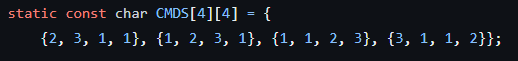 static const char CMDS[4][4] = {
    {2, 3, 1, 1}, {1, 2, 3, 1}, {1, 1, 2, 3}, {3, 1, 1, 2}};